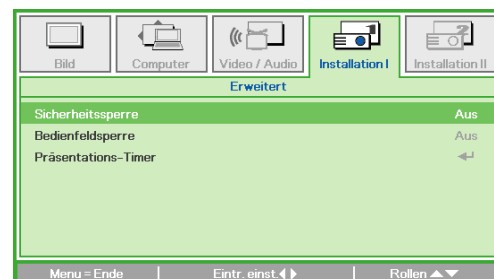 Bild
Computer
Video / Audio
Installation I
Installation II
Erweitert
Sicherheitssperre Aus
Bedienfeldsperre Aus
Präsentations-Timer
Menu = Ende Eintr. einst. Rollen